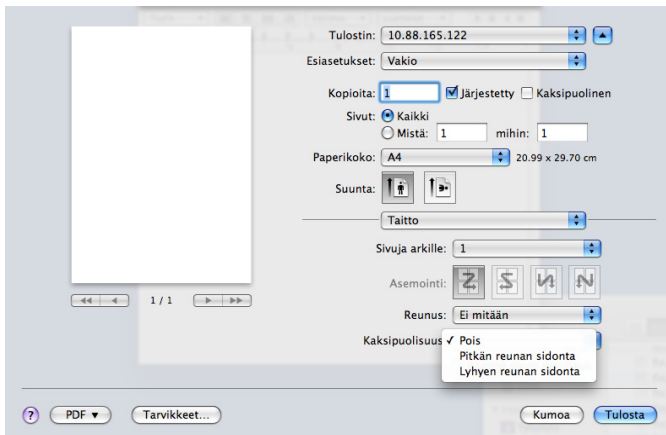 Tulostin: 10.88.165.122
Esiasetukset: Vakio
Kopioita: 1 Järjestetty Kaksipuolinen
Sivut: Kaikki
Mistä: 1 mihin: 1
Paperikoko: A4 20.99 x 29.70 cm
Suunta:
Taitto
Sivuja arkille: 1
Asemointi:
1 / 1
Reunus: Ei mitään
Kaksipuolisuus ✓ Pois
Pitkän reunan sidonta
Lyhyen reunan sidonta
? PDF ▼ Tarvikkeet... Kumoa Tulosta